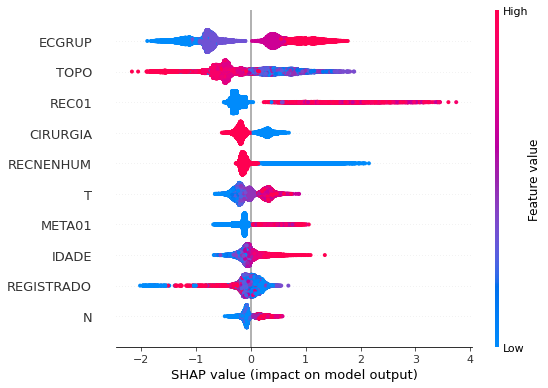 High
ECGRUP
TOPO
REC01
CIRURGIA
RECNENHUM
T
META01
IDADE
REGISTRADO
N
Feature value
Low
−2 −1 0 1 2 3 4
SHAP value (impact on model output)